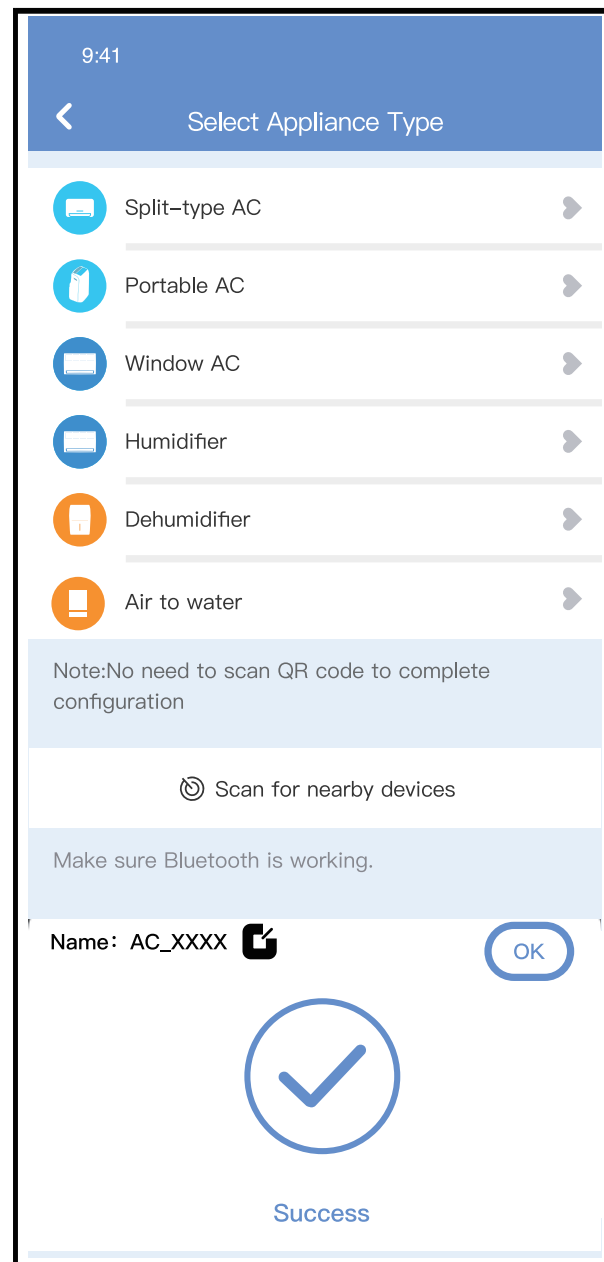 9:41
Select Appliance Type
Split-type AC
Portable AC
Window AC
Humidifier
Dehumidifier
Air to water
Note:No need to scan QR code to complete
configuration
Scan for nearby devices
Make sure Bluetooth is working.
Name: AC_XXXX
OK
Success